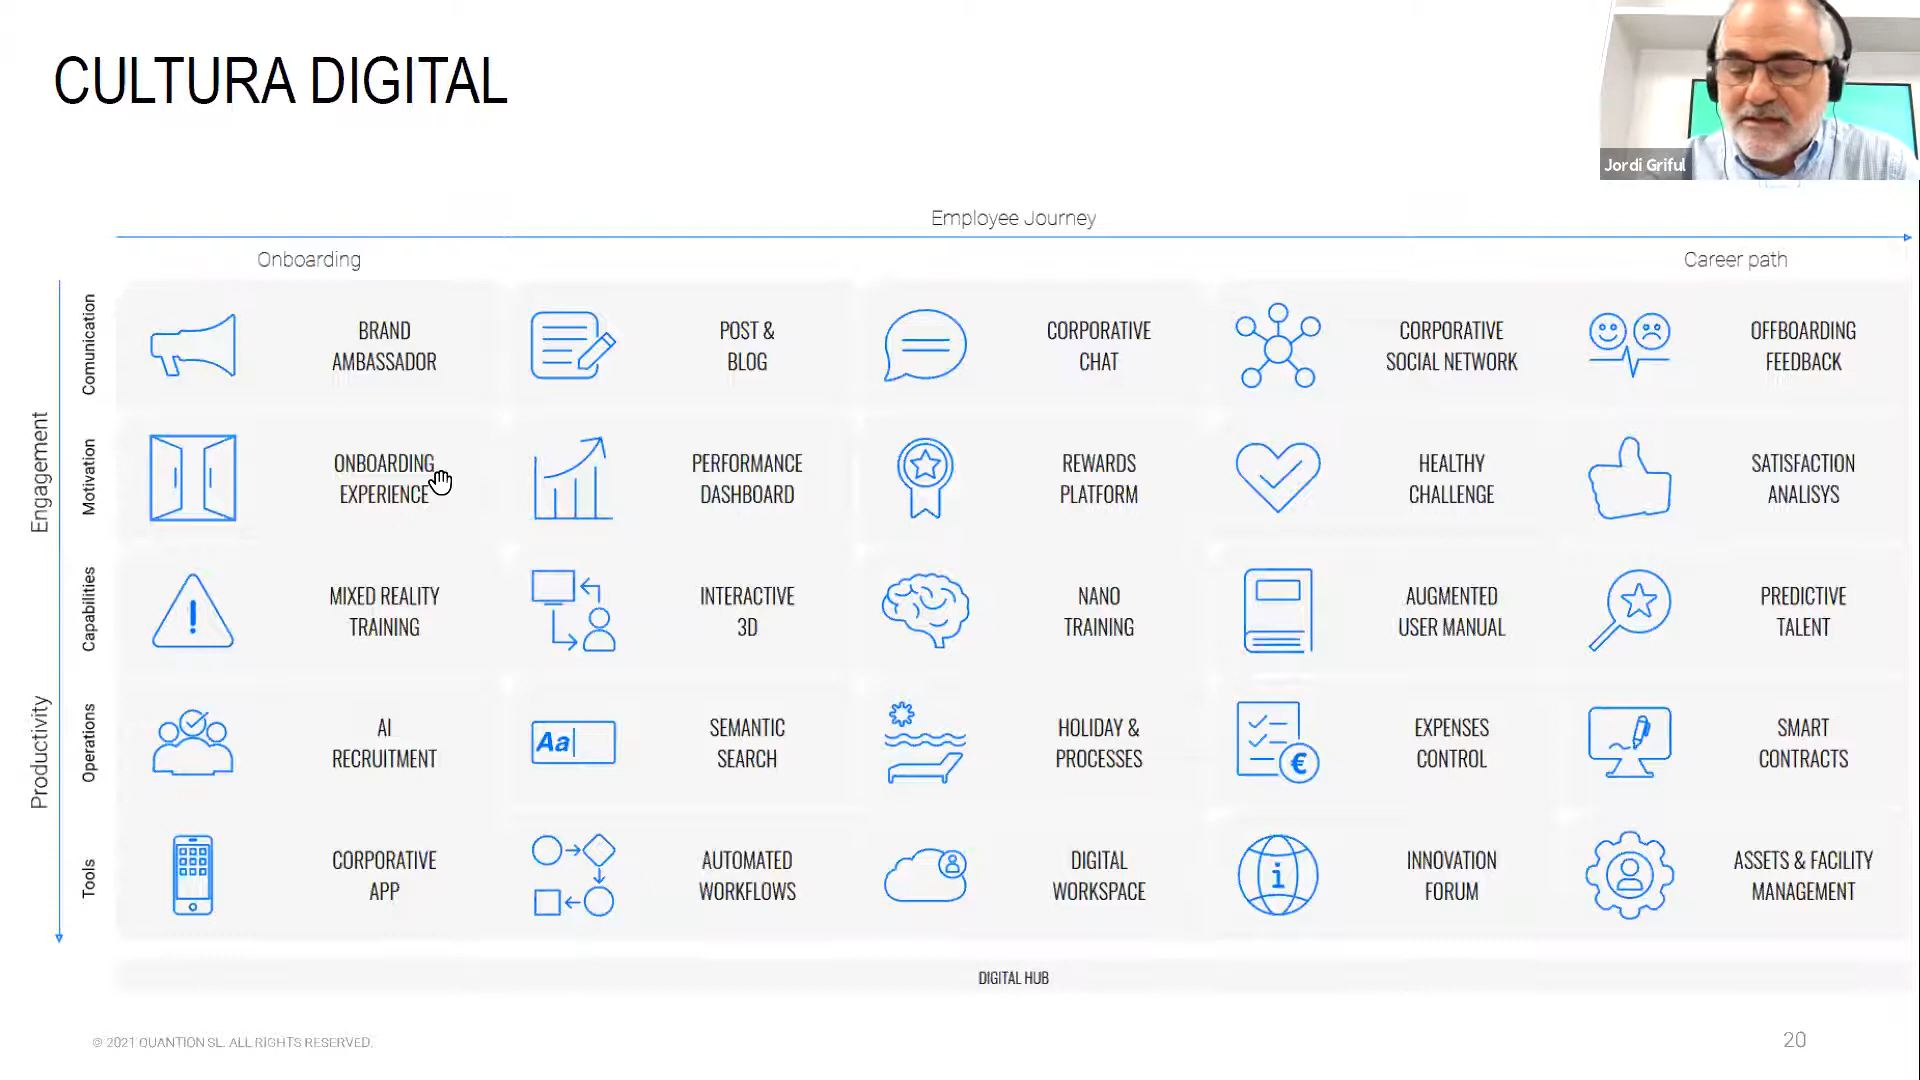 CULTURA DIGITAL
Jordi Griful
Employee Journey
Onboarding
Career path
Engagement
Productivity
Comunication
BRAND
AMBASSADOR
POST &
BLOG
CORPORATIVE
CHAT
CORPORATIVE
SOCIAL NETWORK
OFFBOARDING
FEEDBACK
Motivation
ONBOARDING
EXPERIENCE
PERFORMANCE
DASHBOARD
REWARDS
PLATFORM
HEALTHY
CHALLENGE
SATISFACTION
ANALISYS
Capabilities
MIXED REALITY
TRAINING
INTERACTIVE
3D
NANO
TRAINING
AUGMENTED
USER MANUAL
PREDICTIVE
TALENT
Operations
AI
RECRUITMENT
Aa
SEMANTIC
SEARCH
HOLIDAY &
PROCESSES
€
EXPENSES
CONTROL
SMART
CONTRACTS
Tools
CORPORATIVE
APP
AUTOMATED
WORKFLOWS
DIGITAL
WORKSPACE
i
INNOVATION
FORUM
ASSETS & FACILITY
MANAGEMENT
DIGITAL HUB
© 2021 QUANTION SL. ALL RIGHTS RESERVED.
20